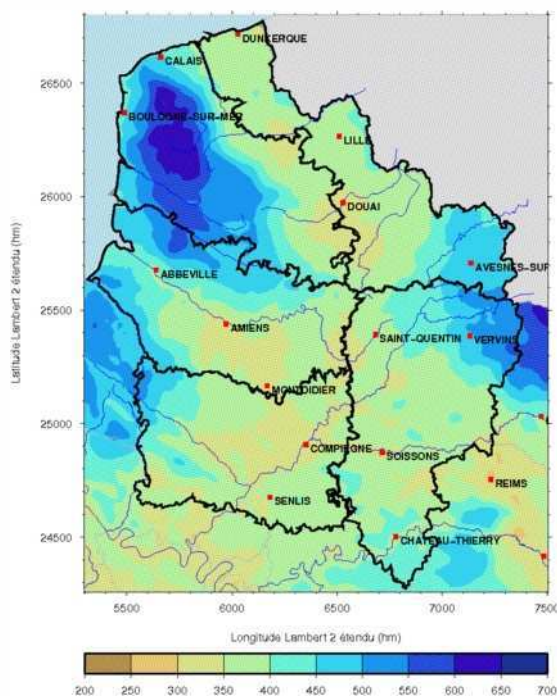 DUNKERQUE
CALAIS
BOULOGNE-SUR-MER
LILLE
DOUAI
AVESNES-SUR
ABBEVILLE
AMIENS
SAINT-QUENTIN
VERVINS
MONTDIDIER
COMPIEGNE
SOISSONS
REIMS
SENLIS
CHATEAU-THIERRY
26500
26000
25500
25000
24500
Latitude Lambert 2 étendu (hm)
5500 6000 6500 7000 7500
Longitude Lambert 2 étendu (hm)
200 250 300 350 400 450 500 550 600 650 700